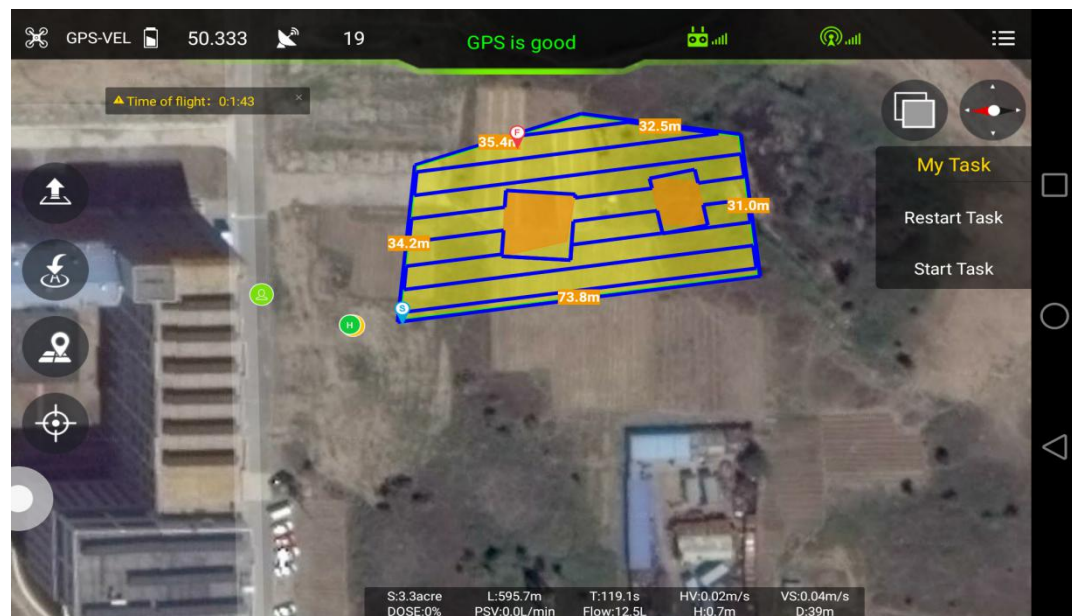 GPS-VEL 50.333 19 GPS is good
Time of flight: 0:1:43 ×
My Task
Restart Task
Start Task
35.4m
F
32.5m
31.0m
34.2m
73.8m
S
H
S:3.3acre L:595.7m T:119.1s HV:0.02m/s VS:0.04m/s
DOSE:0% PSV:0.0L/min Flow:12.5L H:0.7m D:39m